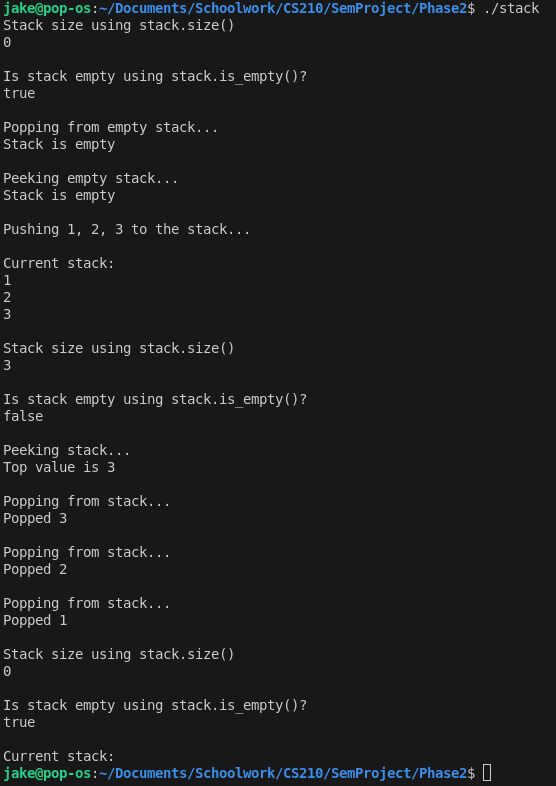 jake@pop-os:~/Documents/Schoolwork/CS210/SemProject/Phase2$ ./stack
Stack size using stack.size()
0
Is stack empty using stack.is_empty()?
true
Popping from empty stack...
Stack is empty
Peeking empty stack...
Stack is empty
Pushing 1, 2, 3 to the stack...
Current stack:
1
2
3
Stack size using stack.size()
3
Is stack empty using stack.is_empty()?
false
Peeking stack...
Top value is 3
Popping from stack...
Popped 3
Popping from stack...
Popped 2
Popping from stack...
Popped 1
Stack size using stack.size()
0
Is stack empty using stack.is_empty()?
true
Current stack:
jake@pop-os:~/Documents/Schoolwork/CS210/SemProject/Phase2$